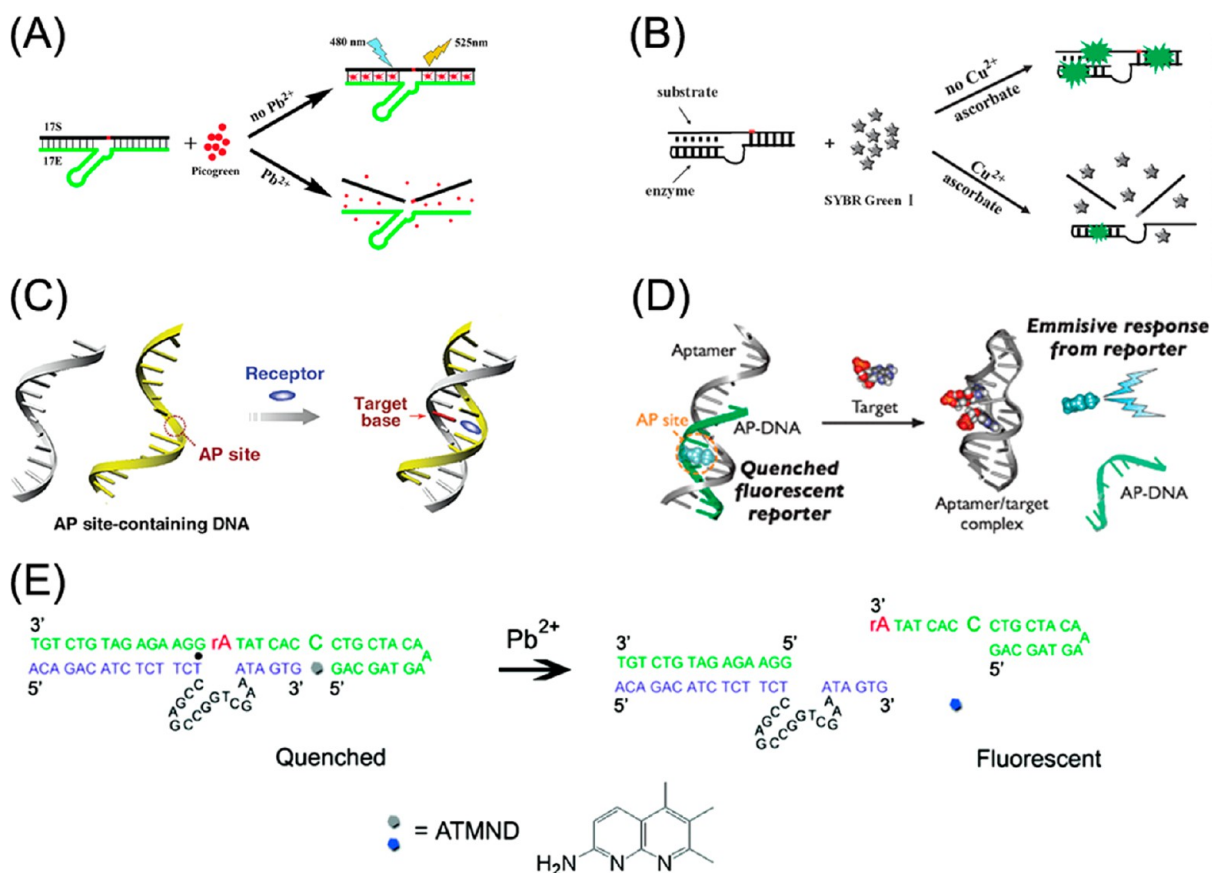 (A)
480 nm
525nm
no Pb2+
17S
17E
+
Picogreen
Pb2+
(B)
substrate
enzyme
+
SYBR Green I
no Cu2+
ascorbate
Cu2+
ascorbate
(C)
Receptor
Target
base
AP site
AP site-containing DNA
(D)
Aptamer
AP site
AP-DNA
Quenched
fluorescent
reporter
Target
Emmisive response
from reporter
Aptamer/target
complex
AP-DNA
(E)
3'
TGT CTG TAG AGA AGG rA TAT CAC C CTG CTA CA
A
ACA GAC ATC TCT TCT ATA GTG GAC GAT GA
5' 3' 5'
C C G A G C C G G T C G A A
Quenched
Pb2+
3' 5'
TGT CTG TAG AGA AGG
ACA GAC ATC TCT TCT ATA GTG
5' 3'
C C G A G C C G G T C G A A
3'
rA TAT CAC C CTG CTA CA
A
GAC GAT GA
5'
Fluorescent
= ATMND
H2N N N